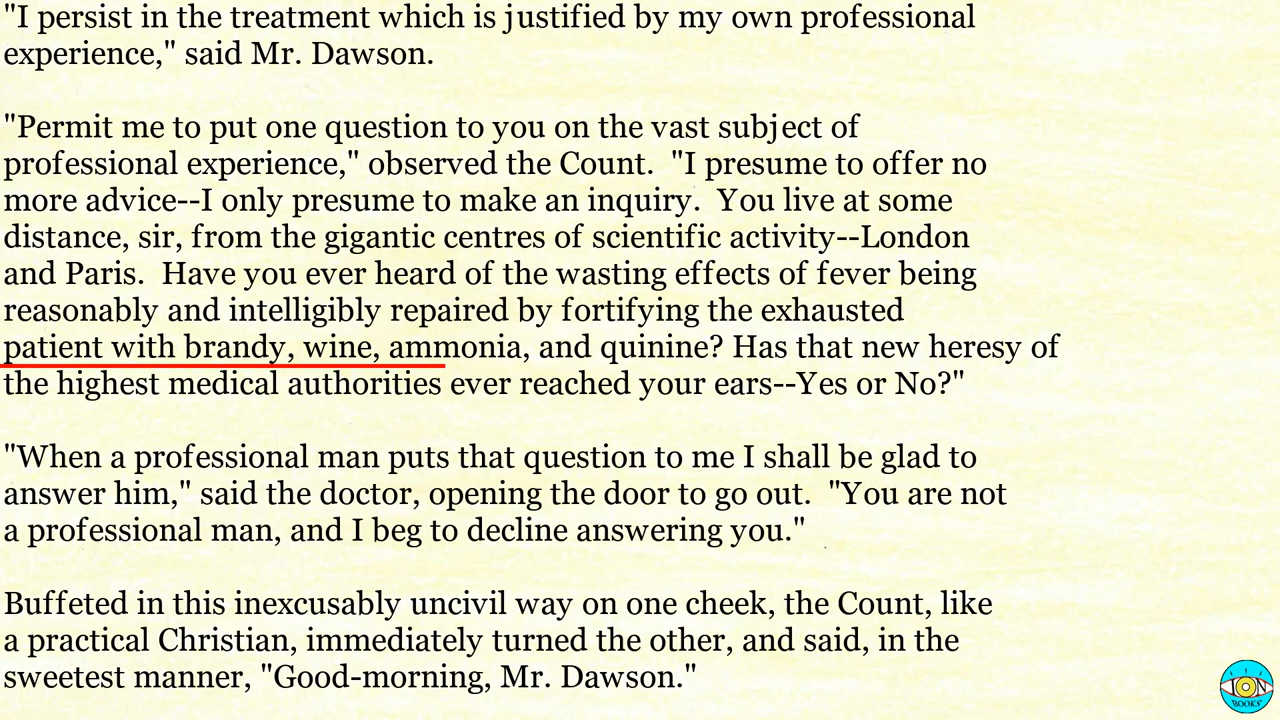 "I persist in the treatment which is justified by my own professional
experience," said Mr. Dawson.
"Permit me to put one question to you on the vast subject of
professional experience," observed the Count.  "I presume to offer no
more advice--I only presume to make an inquiry.  You live at some
distance, sir, from the gigantic centres of scientific activity--London
and Paris.  Have you ever heard of the wasting effects of fever being
reasonably and intelligibly repaired by fortifying the exhausted
patient with brandy, wine, ammonia, and quinine? Has that new heresy of
the highest medical authorities ever reached your ears--Yes or No?"
"When a professional man puts that question to me I shall be glad to
answer him," said the doctor, opening the door to go out.  "You are not
a professional man, and I beg to decline answering you."
Buffeted in this inexcusably uncivil way on one cheek, the Count, like
a practical Christian, immediately turned the other, and said, in the
sweetest manner, "Good-morning, Mr. Dawson."
ION
BOOKS